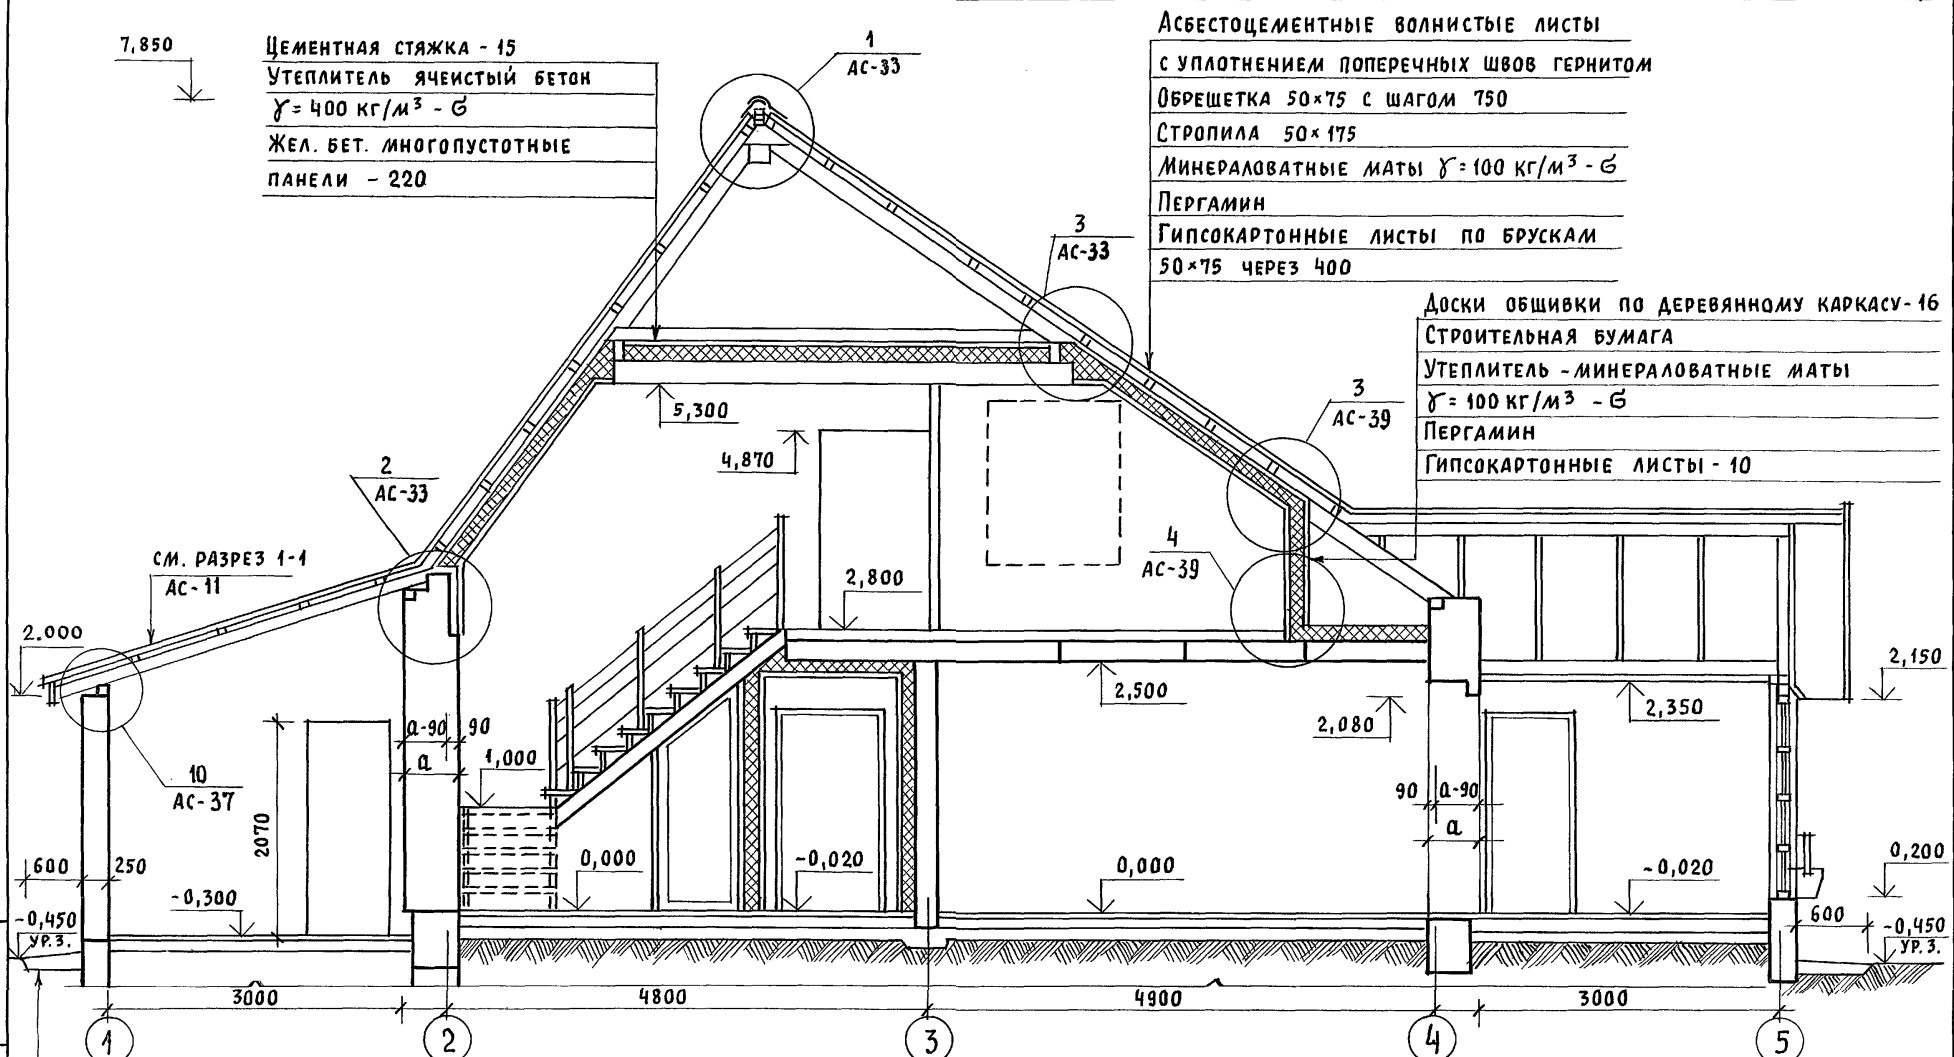 7,850
ЦЕМЕНТНАЯ СТЯЖКА - 15
УТЕПЛИТЕЛЬ ЯЧЕИСТЫЙ БЕТОН
γ = 400 КГ/М³ - Б
ЖЕЛ. БЕТ. МНОГОПУСТОТНЫЕ
ПАНЕЛИ - 220
1
АС-33
АСБЕСТОЦЕМЕНТНЫЕ ВОЛНИСТЫЕ ЛИСТЫ
С УПЛОТНЕНИЕМ ПОПЕРЕЧНЫХ ШВОВ ГЕРНИТОМ
ОБРЕШЕТКА 50×75 С ШАГОМ 750
СТРОПИЛА 50×175
МИНЕРАЛОВАТНЫЕ МАТЫ γ = 100 КГ/М³ - Б
ПЕРГАМИН
ГИПСОКАРТОННЫЕ ЛИСТЫ ПО БРУСКАМ
50×75 ЧЕРЕЗ 400
3
АС-33
ДОСКИ ОБШИВКИ ПО ДЕРЕВЯННОМУ КАРКАСУ-16
СТРОИТЕЛЬНАЯ БУМАГА
УТЕПЛИТЕЛЬ - МИНЕРАЛОВАТНЫЕ МАТЫ
γ = 100 КГ/М³ - Б
ПЕРГАМИН
ГИПСОКАРТОННЫЕ ЛИСТЫ - 10
3
АС-39
5,300
4,870
2
АС-33
СМ. РАЗРЕЗ 1-1
АС-11
4
АС-39
2,800
2.000
2,150
2,500
2,350
2,080
а-90
90
а
1,000
10
АС-37
2070
90
а-90
а
600
250
0,000
-0,020
0,000
-0,020
0,200
-0,300
-0,450
УР.З.
600
-0,450
УР.З.
3000
4800
4900
3000
1
2
3
4
5